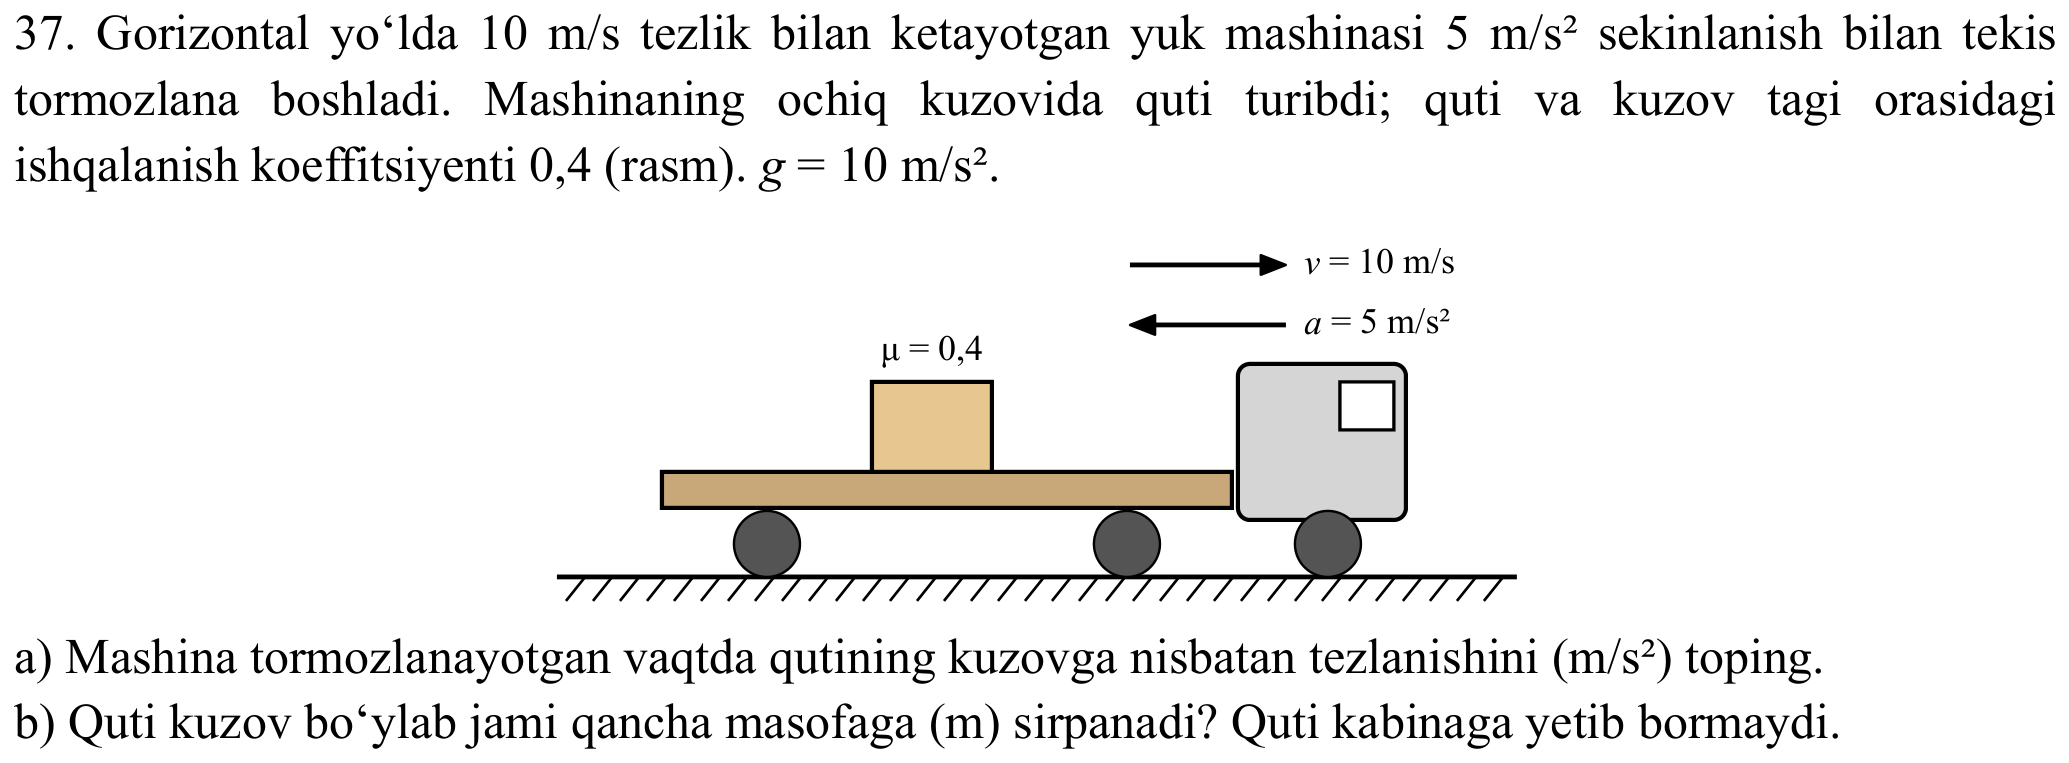 37. Gorizontal yo‘lda 10 m/s tezlik bilan ketayotgan yuk mashinasi 5 m/s² sekinlanish bilan tekis
tormozlana boshladi. Mashinaning ochiq kuzovida quti turibdi; quti va kuzov tagi orasidagi
ishqalanish koeffitsiyenti 0,4 (rasm). g = 10 m/s².
v = 10 m/s
a = 5 m/s²
μ = 0,4
a) Mashina tormozlanayotgan vaqtda qutining kuzovga nisbatan tezlanishini (m/s²) toping.
b) Quti kuzov bo‘ylab jami qancha masofaga (m) sirpanadi? Quti kabinaga yetib bormaydi.